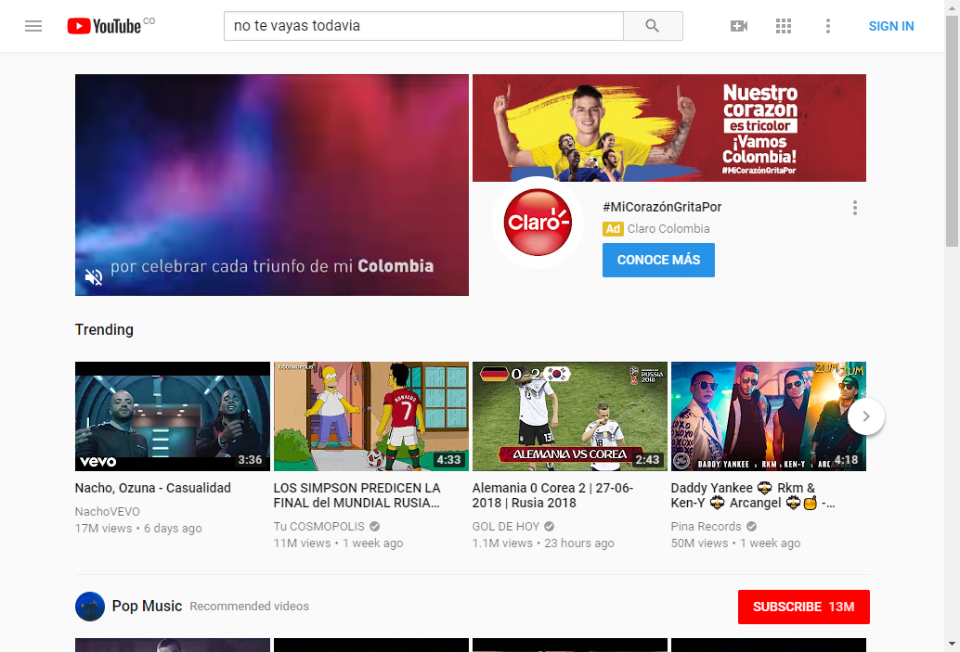 YouTube CO
no te vayas todavia
SIGN IN
por celebrar cada triunfo de mi Colombia
Nuestro
corazón
es tricolor
¡Vamos
Colombia!
#MiCorazónGritaPor
Claro
#MiCorazónGritaPor
Ad Claro Colombia
CONOCE MÁS
Trending
vevo
3:36
RONALDO
7
4:33
0-2
RUSSIA
2018
13
ALEMANIA VS COREA
2:43
ZUM ZUM
DADDY YANKEE
RKM & KEN-Y
4:18
Nacho, Ozuna - Casualidad
NachoVEVO
17M views • 6 days ago
LOS SIMPSON PREDICEN LA
FINAL del MUNDIAL RUSIA...
Tu COSMOPOLIS
11M views • 1 week ago
Alemania 0 Corea 2 | 27-06-
2018 | Rusia 2018
GOL DE HOY
1.1M views • 23 hours ago
Daddy Yankee Rkm &
Ken-Y Arcangel -...
Pina Records
50M views • 1 week ago
Pop Music Recommended videos
SUBSCRIBE 13M